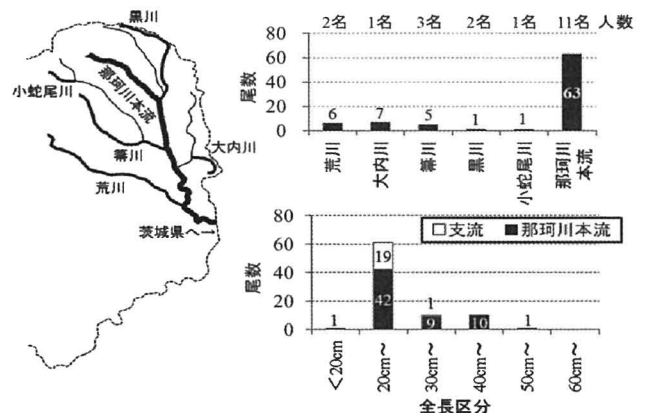 黒川
那珂川本流
小蛇尾川
箒川
大内川
荒川
茨城県へ→
2名 1名 3名 2名 1名 11名 人数
尾数
80
60
40
20
0
6 7 5 1 1 63
荒川 大内川 箒川 黒川 小蛇尾川 那珂川本流
□支流 ■那珂川本流
尾数
80
60
40
20
0
1 19 42 1 9 10 1
<20cm 20cm～ 30cm～ 40cm～ 50cm～ 60cm～
全長区分